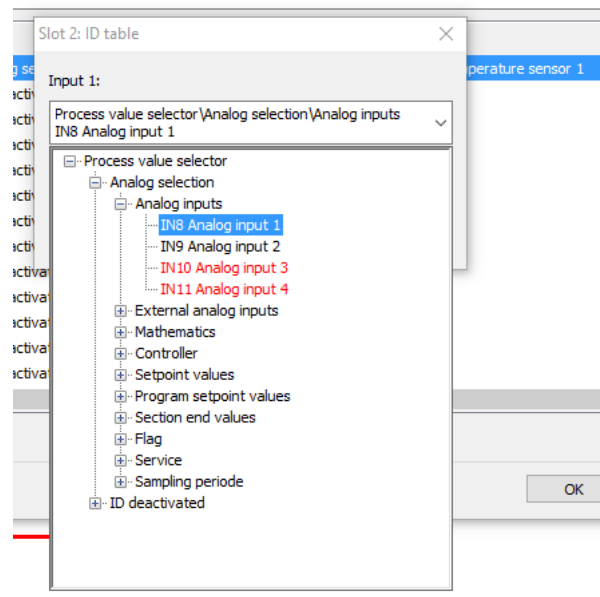 Slot 2: ID table
perature sensor 1
Input 1:
Process value selector\Analog selection\Analog inputs
IN8 Analog input 1
Process value selector
Analog selection
Analog inputs
IN8 Analog input 1
IN9 Analog input 2
IN10 Analog input 3
IN11 Analog input 4
External analog inputs
Mathematics
Controller
Setpoint values
Program setpoint values
Section end values
Flag
Service
Sampling periode
ID deactivated
OK